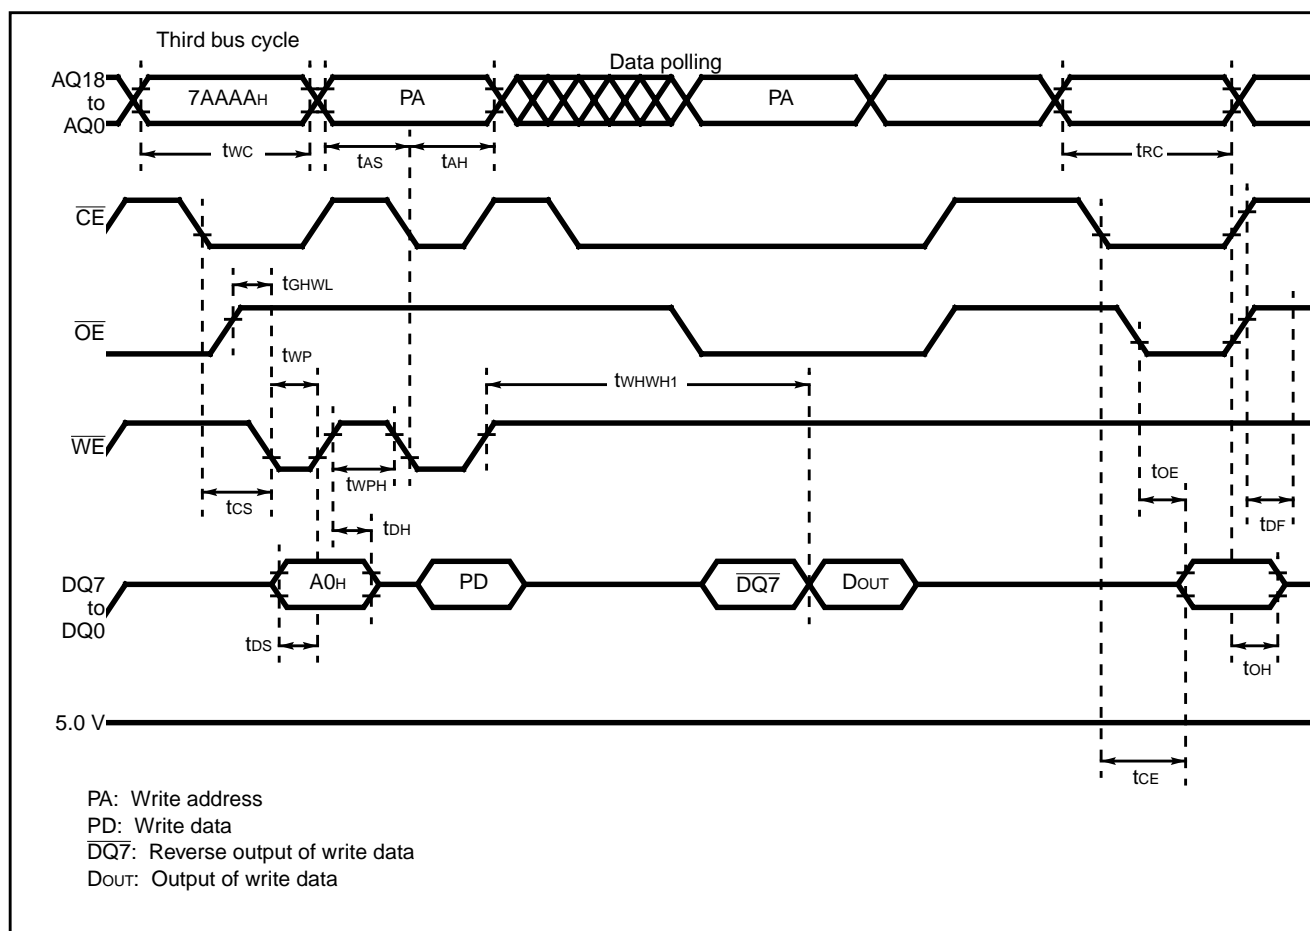 Third bus cycle
Data polling
AQ18
to
AQ0
7AAAAH
PA
PA
tWC
tAS
tAH
tRC
CE
tGHWL
OE
tWP
tWHWH1
WE
tWPH
tOE
tCS
tDH
tDF
DQ7
to
DQ0
A0H
PD
DQ7
DOUT
tDS
tOH
5.0 V
tCE
PA: Write address
PD: Write data
DQ7: Reverse output of write data
DOUT: Output of write data